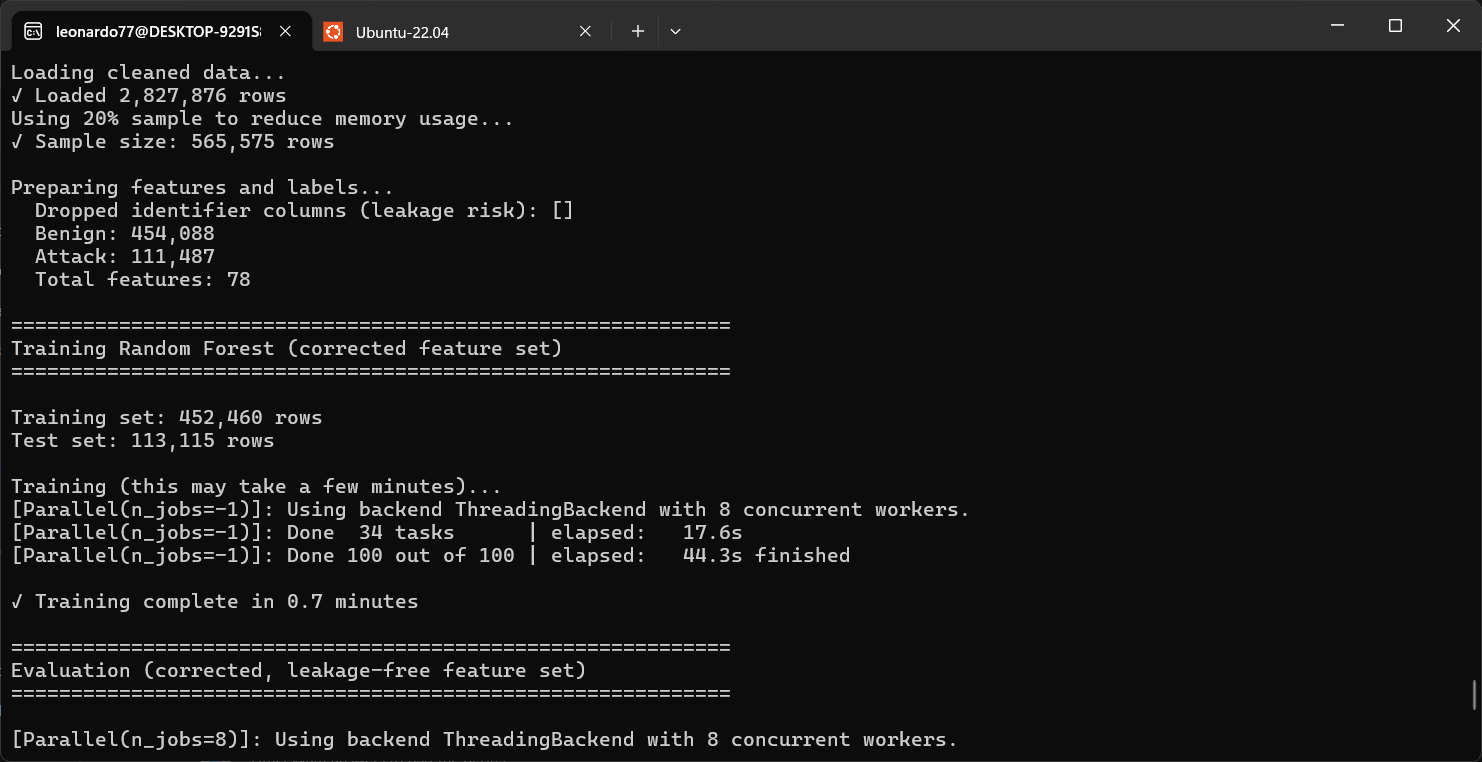 leonardo77@DESKTOP-9291S
Ubuntu-22.04
Loading cleaned data...
√ Loaded 2,827,876 rows
Using 20% sample to reduce memory usage...
√ Sample size: 565,575 rows
Preparing features and labels...
Dropped identifier columns (leakage risk): []
Benign: 454,088
Attack: 111,487
Total features: 78
============================================================
Training Random Forest (corrected feature set)
============================================================
Training set: 452,460 rows
Test set: 113,115 rows
Training (this may take a few minutes)...
[Parallel(n_jobs=-1)]: Using backend ThreadingBackend with 8 concurrent workers.
[Parallel(n_jobs=-1)]: Done  34 tasks      | elapsed:   17.6s
[Parallel(n_jobs=-1)]: Done 100 out of 100 | elapsed:   44.3s finished
√ Training complete in 0.7 minutes
============================================================
Evaluation (corrected, leakage-free feature set)
============================================================
[Parallel(n_jobs=8)]: Using backend ThreadingBackend with 8 concurrent workers.